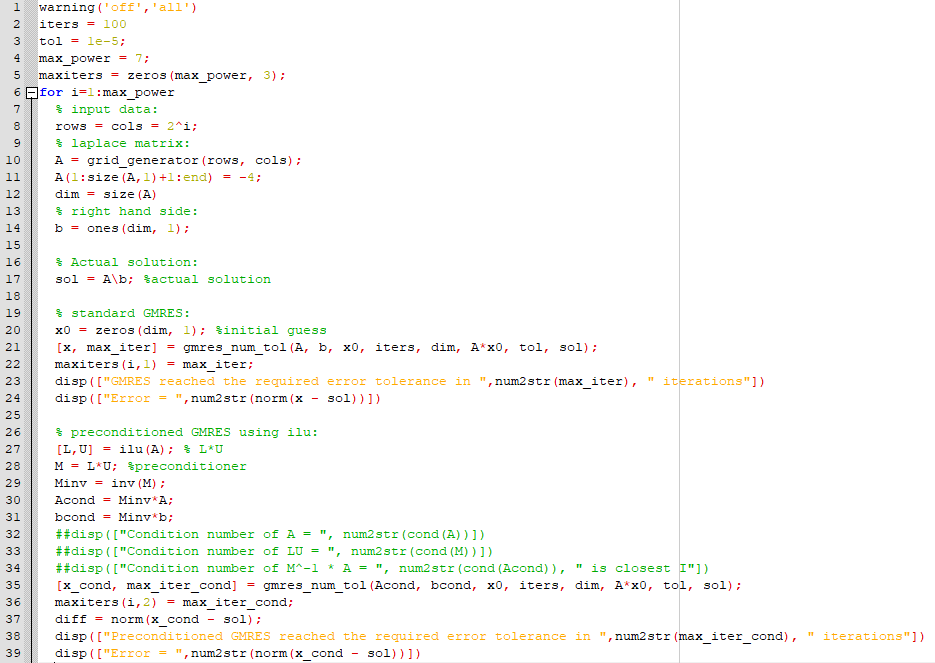 1 warning('off','all')
2 iters = 100
3 tol = 1e-5;
4 max_power = 7;
5 maxiters = zeros(max_power, 3);
6 for i=1:max_power
7 % input data:
8 rows = cols = 2^i;
9 % laplace matrix:
10 A = grid_generator(rows, cols);
11 A(1:size(A,1)+1:end) = -4;
12 dim = size(A)
13 % right hand side:
14 b = ones(dim, 1);
15
16 % Actual solution:
17 sol = A\b; %actual solution
18
19 % standard GMRES:
20 x0 = zeros(dim, 1); %initial guess
21 [x, max_iter] = gmres_num_tol(A, b, x0, iters, dim, A*x0, tol, sol);
22 maxiters(i,1) = max_iter;
23 disp(["GMRES reached the required error tolerance in ",num2str(max_iter), " iterations"])
24 disp(["Error = ",num2str(norm(x - sol))])
25
26 % preconditioned GMRES using ilu:
27 [L,U] = ilu(A); % L*U
28 M = L*U; %preconditioner
29 Minv = inv(M);
30 Acond = Minv*A;
31 bcond = Minv*b;
32 ##disp(["Condition number of A = ", num2str(cond(A))])
33 ##disp(["Condition number of LU = ", num2str(cond(M))])
34 ##disp(["Condition number of M^-1 * A = ", num2str(cond(Acond)), " is closest I"])
35 [x_cond, max_iter_cond] = gmres_num_tol(Acond, bcond, x0, iters, dim, A*x0, tol, sol);
36 maxiters(i,2) = max_iter_cond;
37 diff = norm(x_cond - sol);
38 disp(["Preconditioned GMRES reached the required error tolerance in ",num2str(max_iter_cond), " iterations"])
39 disp(["Error = ",num2str(norm(x_cond - sol))])